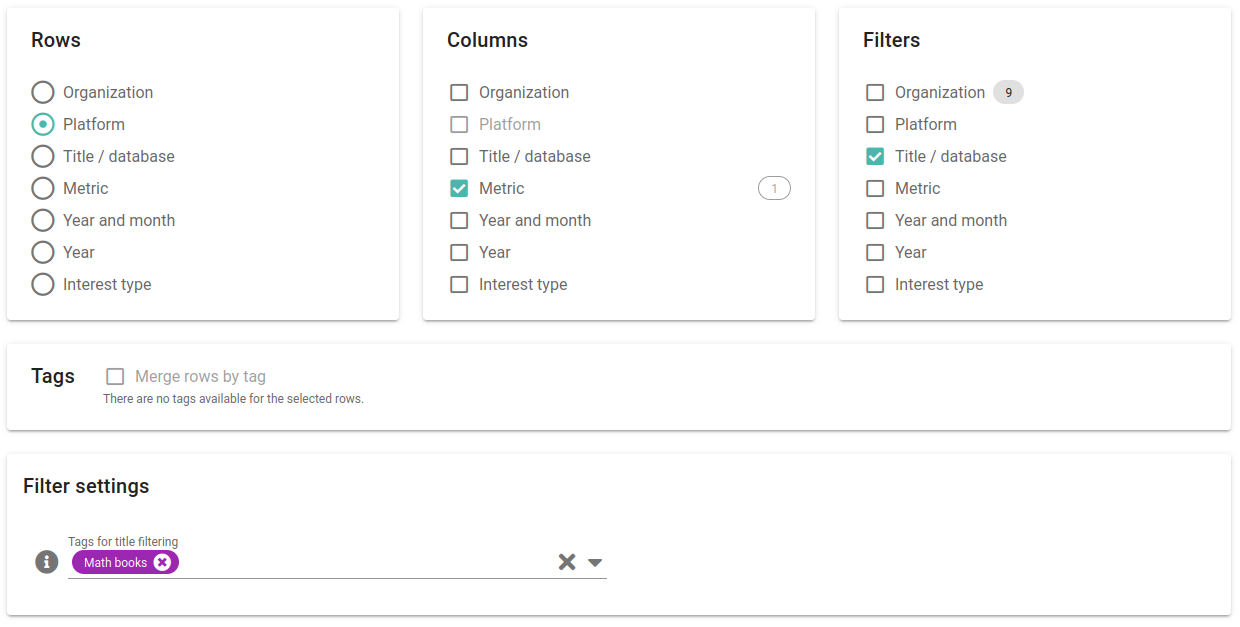 Rows
Organization
Platform
Title / database
Metric
Year and month
Year
Interest type
Columns
Organization
Platform
Title / database
Metric 1
Year and month
Year
Interest type
Filters
Organization 9
Platform
Title / database
Metric
Year and month
Year
Interest type
Tags Merge rows by tag
There are no tags available for the selected rows.
Filter settings
Tags for title filtering
Math books